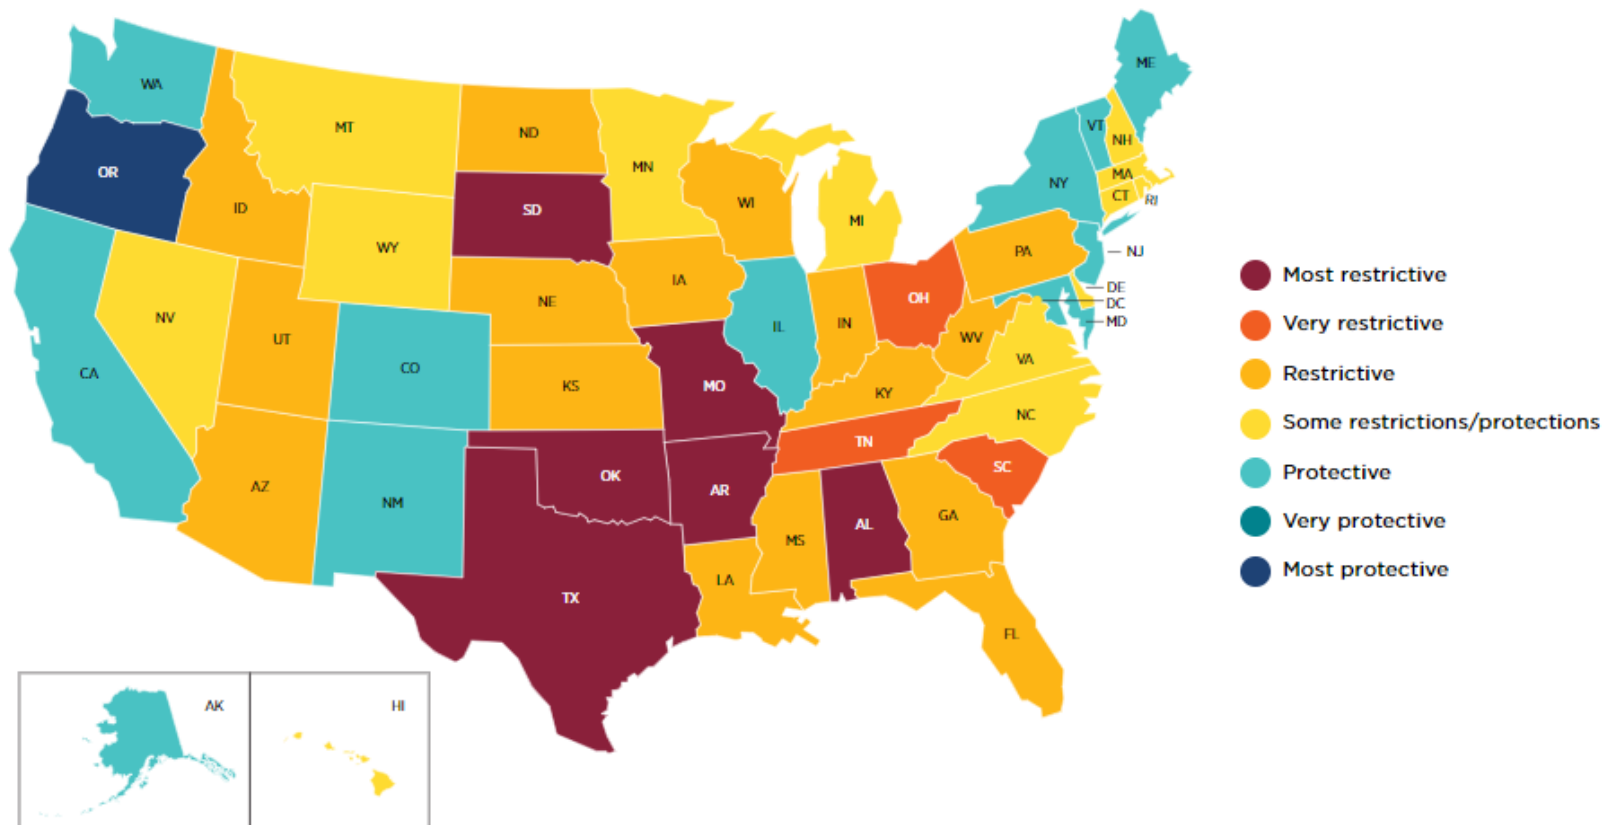 ME
WA
VT
MT
ND
NH
MN
OR
MA
NY
CT
RI
ID
SD
WI
MI
WY
PA
NJ
IA
DE
NE
OH
DC
NV
IL
IN
MD
UT
WV
VA
CO
CA
KS
MO
KY
NC
TN
SC
OK
AZ
AR
NM
GA
AL
MS
LA
TX
FL
AK
HI
Most restrictive
Very restrictive
Restrictive
Some restrictions/protections
Protective
Very protective
Most protective